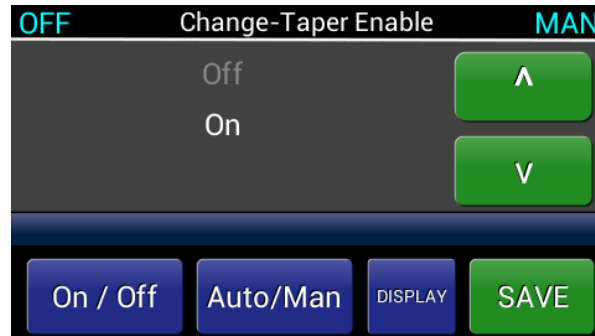 OFF Change-Taper Enable MAN
Off
On
Λ
V
On / Off Auto/Man DISPLAY SAVE